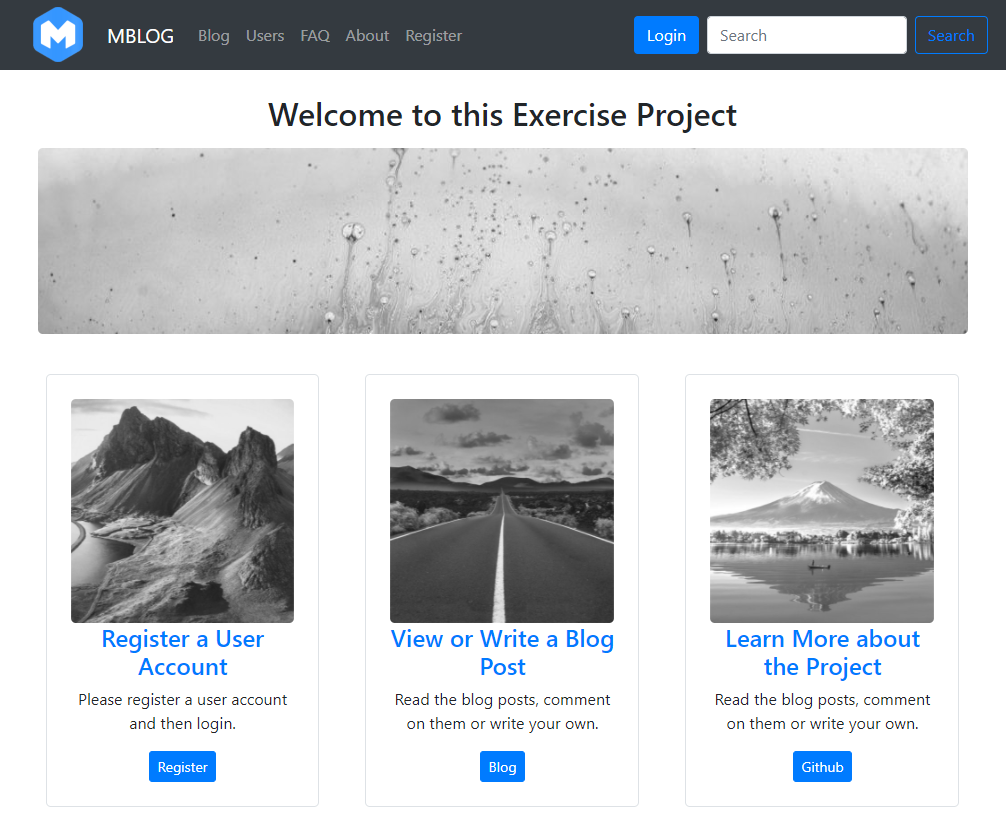 MBLOG Blog Users FAQ About Register Login Search Search
Welcome to this Exercise Project
Register a User
Account
Please register a user account
and then login.
Register
View or Write a Blog
Post
Read the blog posts, comment
on them or write your own.
Blog
Learn More about
the Project
Read the blog posts, comment
on them or write your own.
Github